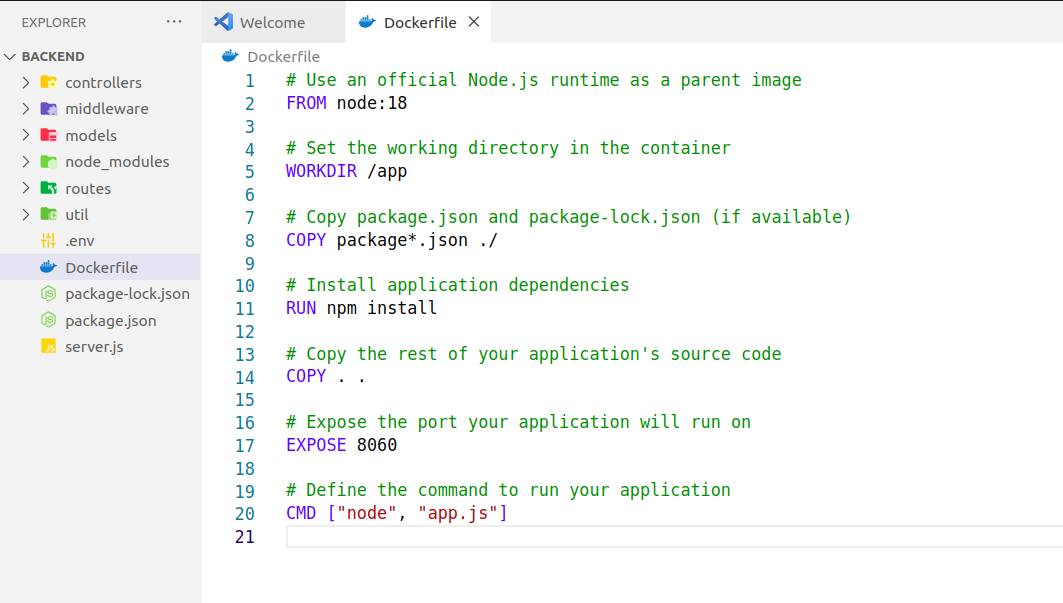 EXPLORER ···
BACKEND
controllers
middleware
models
node_modules
routes
util
.env
Dockerfile
package-lock.json
package.json
JS server.js
Welcome
Dockerfile
Dockerfile
1 # Use an official Node.js runtime as a parent image
2 FROM node:18
3
4 # Set the working directory in the container
5 WORKDIR /app
6
7 # Copy package.json and package-lock.json (if available)
8 COPY package*.json ./
9
10 # Install application dependencies
11 RUN npm install
12
13 # Copy the rest of your application's source code
14 COPY . .
15
16 # Expose the port your application will run on
17 EXPOSE 8060
18
19 # Define the command to run your application
20 CMD ["node", "app.js"]
21